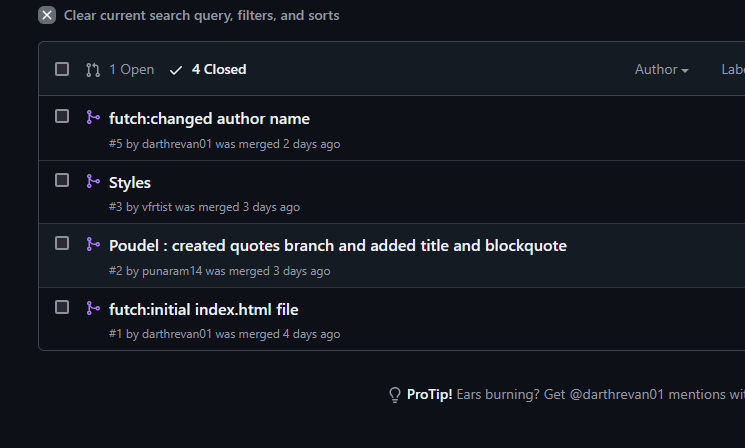 Clear current search query, filters, and sorts
1 Open 4 Closed Author
futch:changed author name
#5 by darthrevan01 was merged 2 days ago
Styles
#3 by vfrtist was merged 3 days ago
Poudel : created quotes branch and added title and blockquote
#2 by punaram14 was merged 3 days ago
futch:initial index.html file
#1 by darthrevan01 was merged 4 days ago
ProTip! Ears burning? Get @darthrevan01 mentions